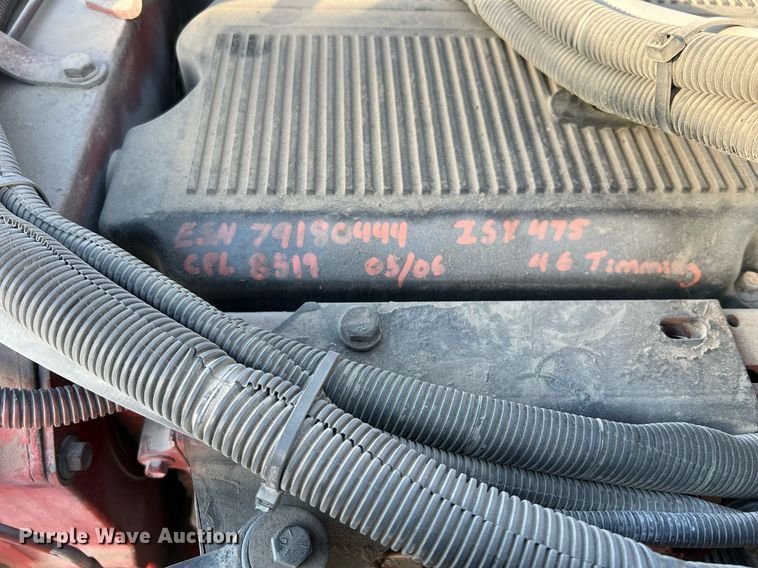 ESN 79180444 ISX 475
CPL 8519 05/06 46 Timming
Purple Wave Auction